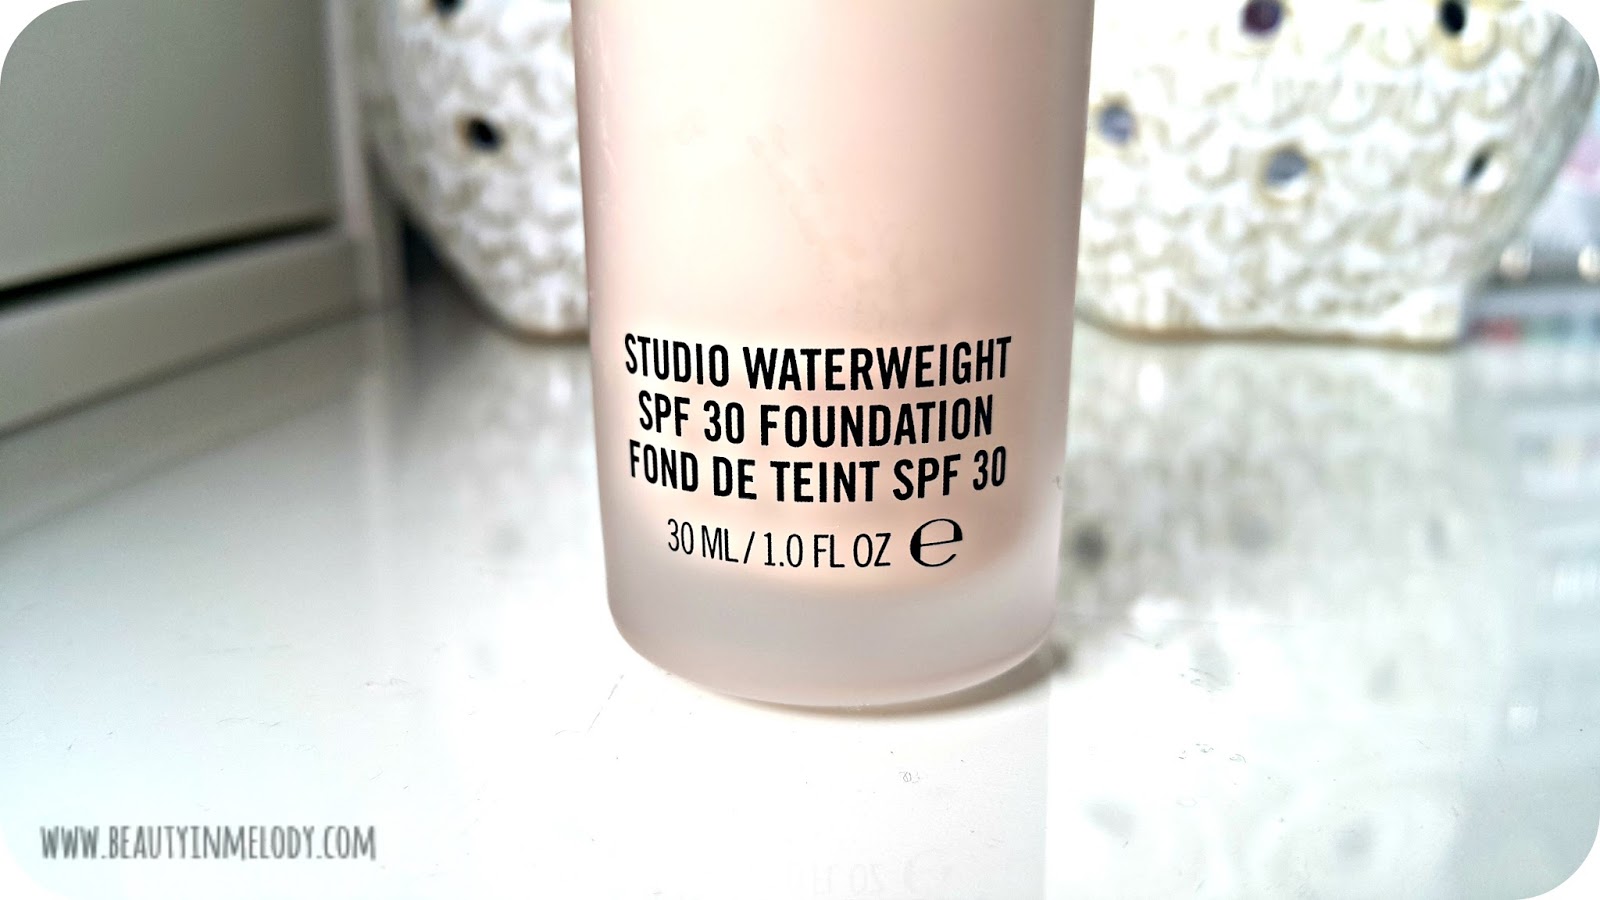 STUDIO WATERWEIGHT
SPF 30 FOUNDATION
FOND DE TEINT SPF 30
30 ML / 1.0 FL OZ ℮
WWW.BEAUTYINMELODY.COM